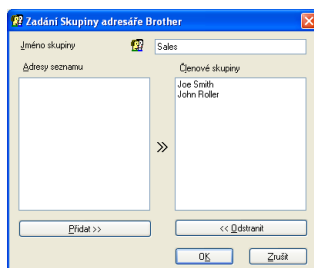 Zadání Skupiny adresáře Brother
Jméno skupiny
Sales
Adresy seznamu
Členové skupiny
Joe Smith
John Roller
Přidat >>
<< Odstranit
OK
Zrušit